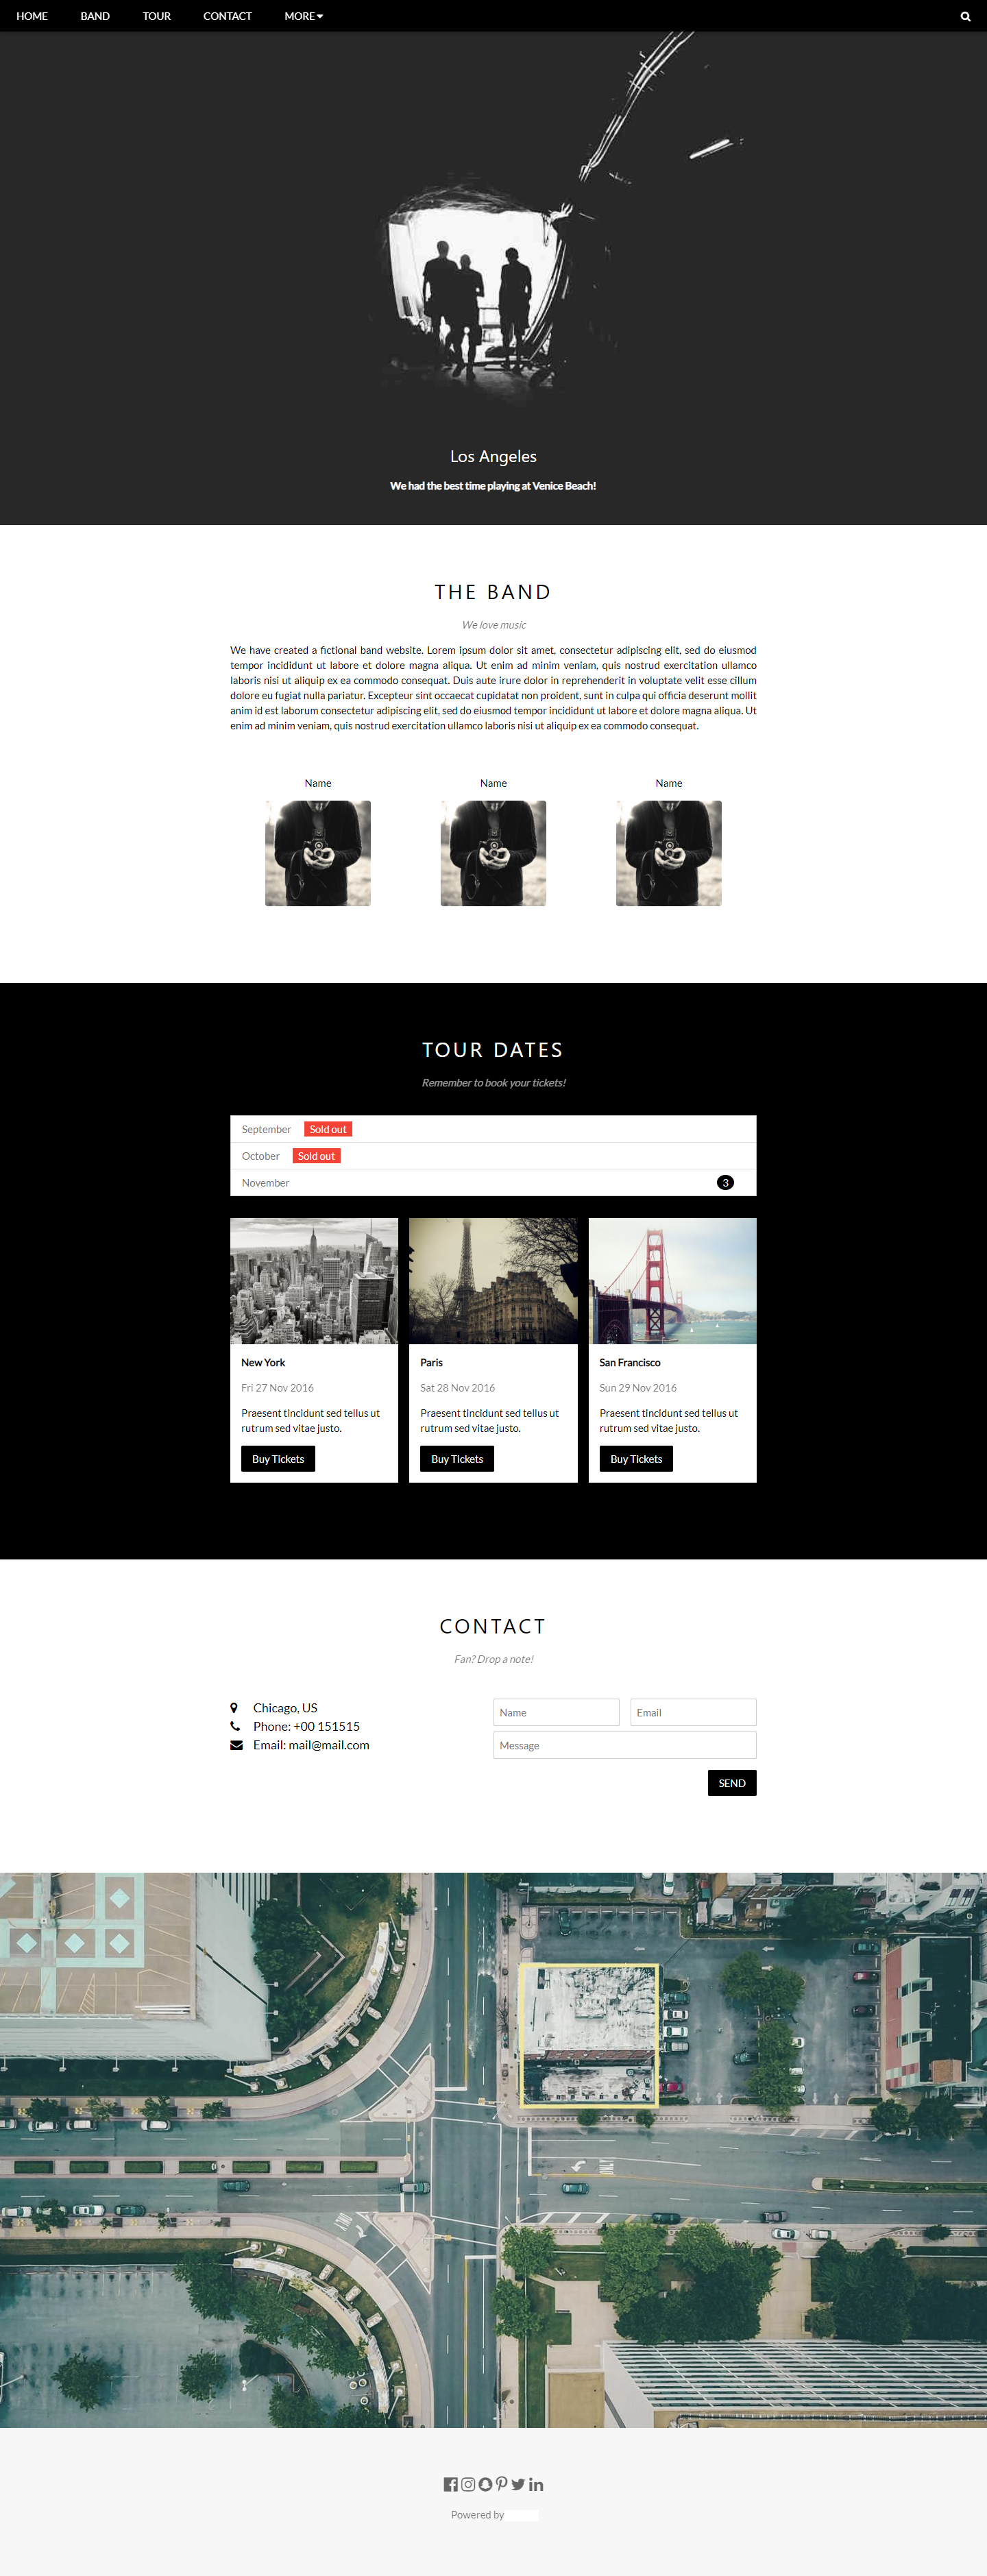 HOME BAND TOUR CONTACT MORE
Los Angeles
We had the best time playing at Venice Beach!
THE BAND
We love music
We have created a fictional band website. Lorem ipsum dolor sit amet, consectetur adipiscing elit, sed do eiusmod
tempor incididunt ut labore et dolore magna aliqua. Ut enim ad minim veniam, quis nostrud exercitation ullamco
laboris nisi ut aliquip ex ea commodo consequat. Duis aute irure dolor in reprehenderit in voluptate velit esse cillum
dolore eu fugiat nulla pariatur. Excepteur sint occaecat cupidatat non proident, sunt in culpa qui officia deserunt mollit
anim id est laborum consectetur adipiscing elit, sed do eiusmod tempor incididunt ut labore et dolore magna aliqua. Ut
enim ad minim veniam, quis nostrud exercitation ullamco laboris nisi ut aliquip ex ea commodo consequat.
Name Name Name
TOUR DATES
Remember to book your tickets!
September Sold out
October Sold out
November 3
New York
Fri 27 Nov 2016
Praesent tincidunt sed tellus ut
rutrum sed vitae justo.
Buy Tickets
Paris
Sat 28 Nov 2016
Praesent tincidunt sed tellus ut
rutrum sed vitae justo.
Buy Tickets
San Francisco
Sun 29 Nov 2016
Praesent tincidunt sed tellus ut
rutrum sed vitae justo.
Buy Tickets
CONTACT
Fan? Drop a note!
Chicago, US
Phone: +00 151515
Email: mail@mail.com
Name Email
Message
SEND
ONLY
ONLY
Powered by